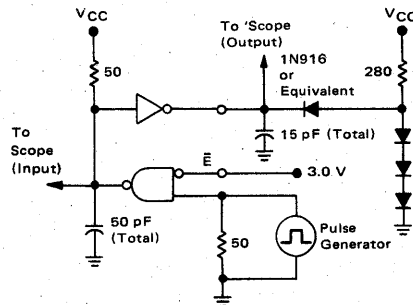 VCC
To 'Scope
(Output)
VCC
50
1N916
or
Equivalent
280
To
Scope
(Input)
15 pF (Total)
E̅
3.0 V
50 pF
(Total)
50
Pulse
Generator